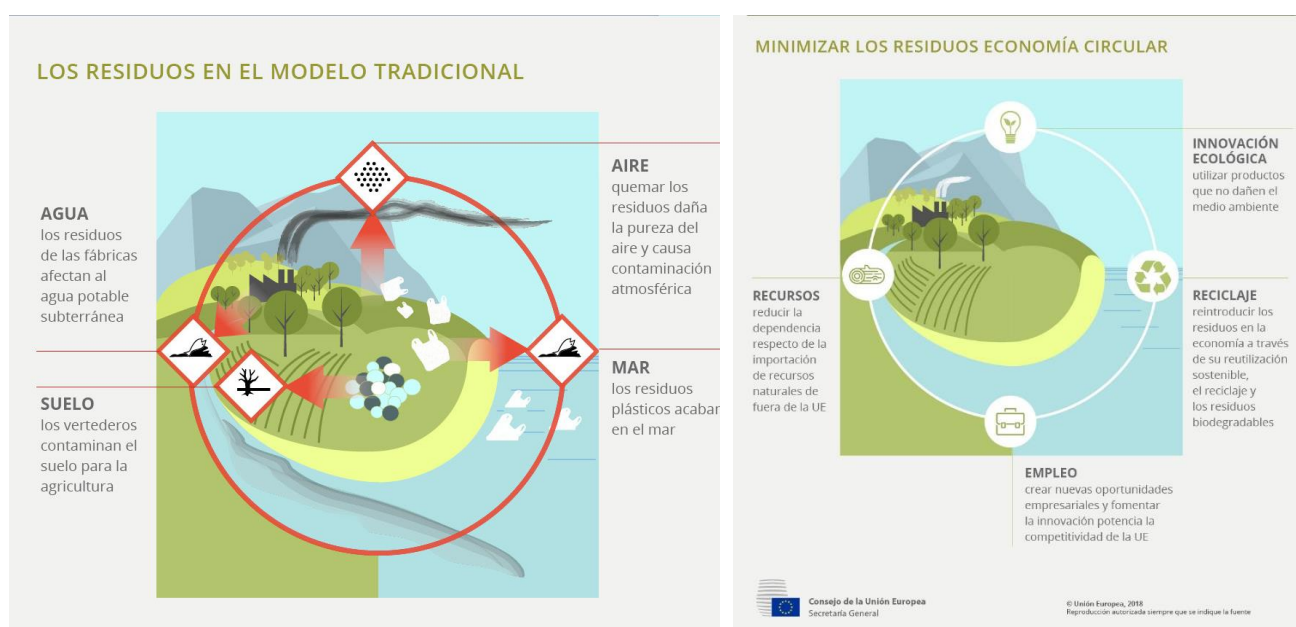 LOS RESIDUOS EN EL MODELO TRADICIONAL
AGUA
los residuos
de las fábricas
afectan al
agua potable
subterránea
SUELO
los vertederos
contaminan el
suelo para la
agricultura
AIRE
quemar los
residuos daña
la pureza del
aire y causa
contaminación
atmosférica
MAR
los residuos
plásticos acabar
en el mar
MINIMIZAR LOS RESIDUOS ECONOMÍA CIRCULAR
INNOVACIÓN
ECOLÓGICA
utilizar productos
que no dañen el
medio ambiente
RECURSOS
reducir la
dependencia
respecto de la
importación
de recursos
naturales de
fuera de la UE
RECICLAJE
reintroducir los
residuos en la
economía a través
de su reutilización
sostenible,
el reciclaje y
los residuos
biodegradables
EMPLEO
crear nuevas oportunidades
empresariales y fomentar
la innovación potencia la
competitividad de la UE
Consejo de la Unión Europea
Secretaría General
© Unión Europea, 2018
Reproducción autorizada siempre que se indique la fuente